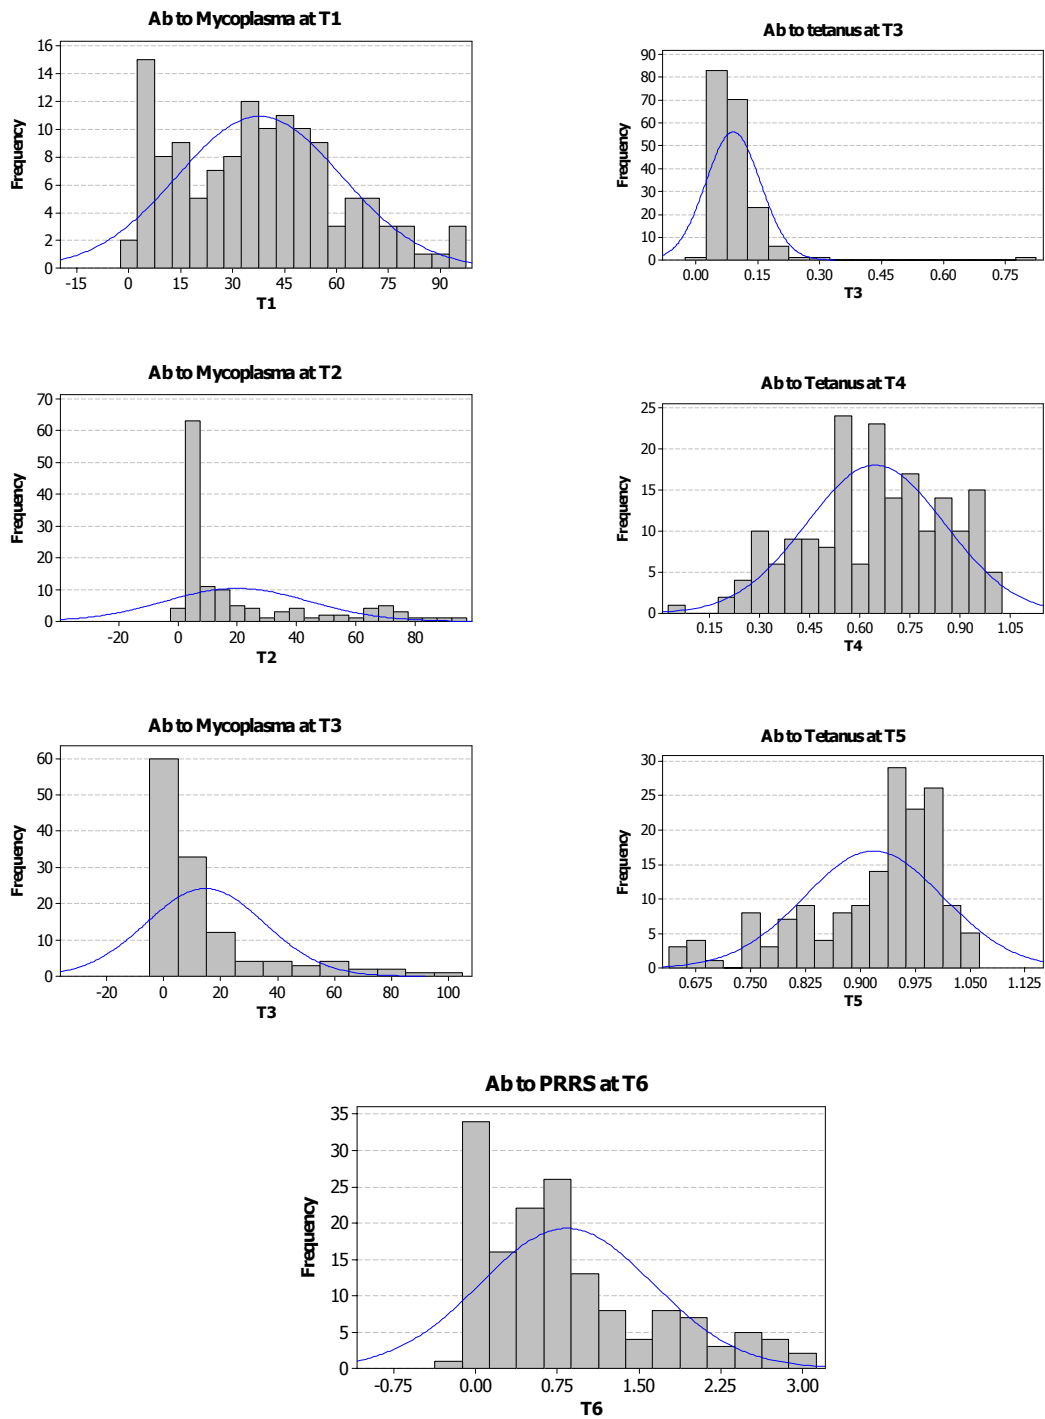 Ab to Mycoplasma at T1
16
14
12
10
8
6
4
2
0
Frequency
-15 0 15 30 45 60 75 90
T1
Ab to tetanus at T3
90
80
70
60
50
40
30
20
10
0
Frequency
0.00 0.15 0.30 0.45 0.60 0.75
T3
Ab to Mycoplasma at T2
70
60
50
40
30
20
10
0
Frequency
-20 0 20 40 60 80
T2
Ab to Tetanus at T4
25
20
15
10
5
0
Frequency
0.15 0.30 0.45 0.60 0.75 0.90 1.05
T4
Ab to Mycoplasma at T3
60
50
40
30
20
10
0
Frequency
-20 0 20 40 60 80 100
T3
Ab to Tetanus at T5
30
25
20
15
10
5
0
Frequency
0.675 0.750 0.825 0.900 0.975 1.050 1.125
T5
Ab to PRRS at T6
35
30
25
20
15
10
5
0
Frequency
-0.75 0.00 0.75 1.50 2.25 3.00
T6